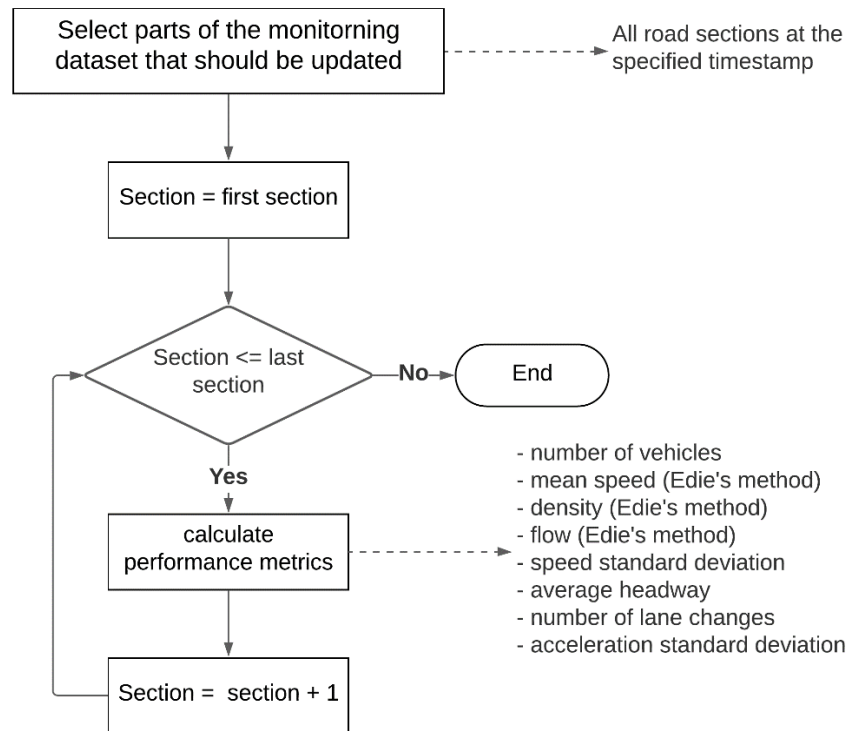 Select parts of the monitorning
dataset that should be updated
All road sections at the
specified timestamp
Section = first section
Section <= last
section
No
End
Yes
calculate
performance metrics
- number of vehicles
- mean speed (Edie's method)
- density (Edie's method)
- flow (Edie's method)
- speed standard deviation
- average headway
- number of lane changes
- acceleration standard deviation
Section = section + 1